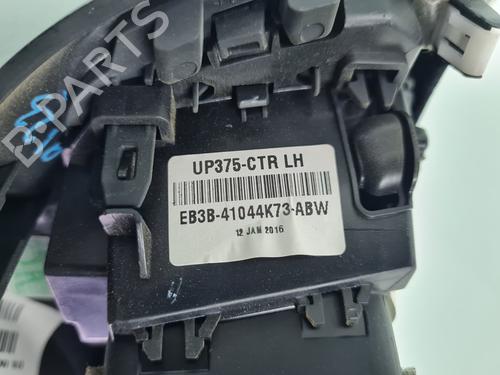 UP375-CTR LH
EB3B-41044K73-ABW
12 JAN 2016
B-PARTS